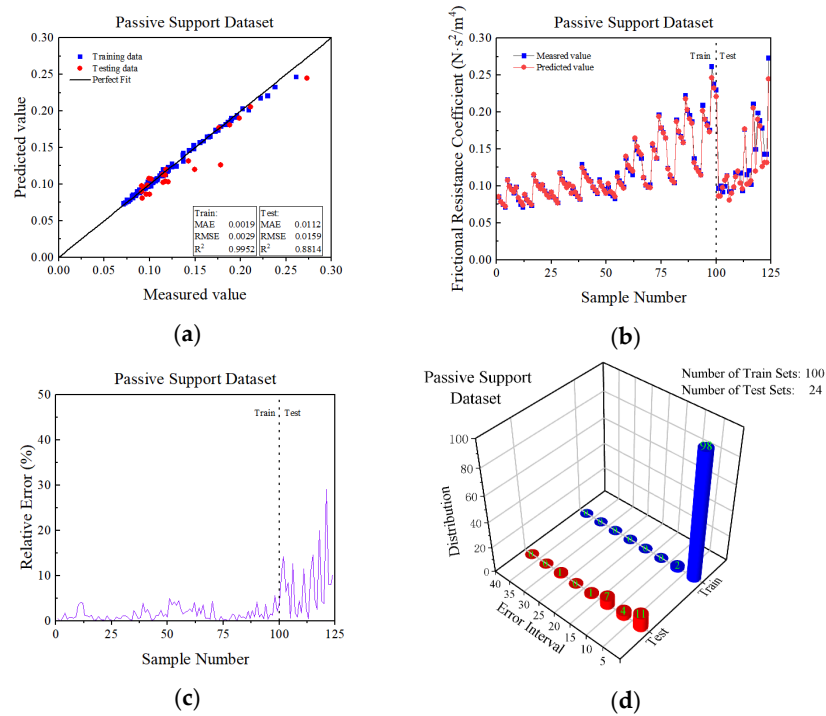 Passive Support Dataset
0.30
0.25
0.20
0.15
0.10
0.05
0.00
0.00 0.05 0.10 0.15 0.20 0.25 0.30
Predicted value
Measured value
Training data
Testing data
Perfect Fit
Train: Test:
MAE 0.0019 MAE 0.0112
RMSE 0.0029 RMSE 0.0159
R² 0.9952 R² 0.8814
(a)
Passive Support Dataset
Frictional Resistance Coefficient (N·s²/m⁴)
0.30
0.25
0.20
0.15
0.10
0.05
0.00
0 25 50 75 100 125
Sample Number
Train Test
Measred value
Predicted value
(b)
Passive Support Dataset
Relative Error (%)
50
40
30
20
10
0
0 25 50 75 100 125
Sample Number
Train Test
(c)
Passive Support
Dataset
Number of Train Sets: 100
Number of Test Sets: 24
Distribution
100
80
60
40
20
0
40
35
30
25
20
15
10
5
Error Interval
Train
Test
98
2
11
4
7
1
1
(d)